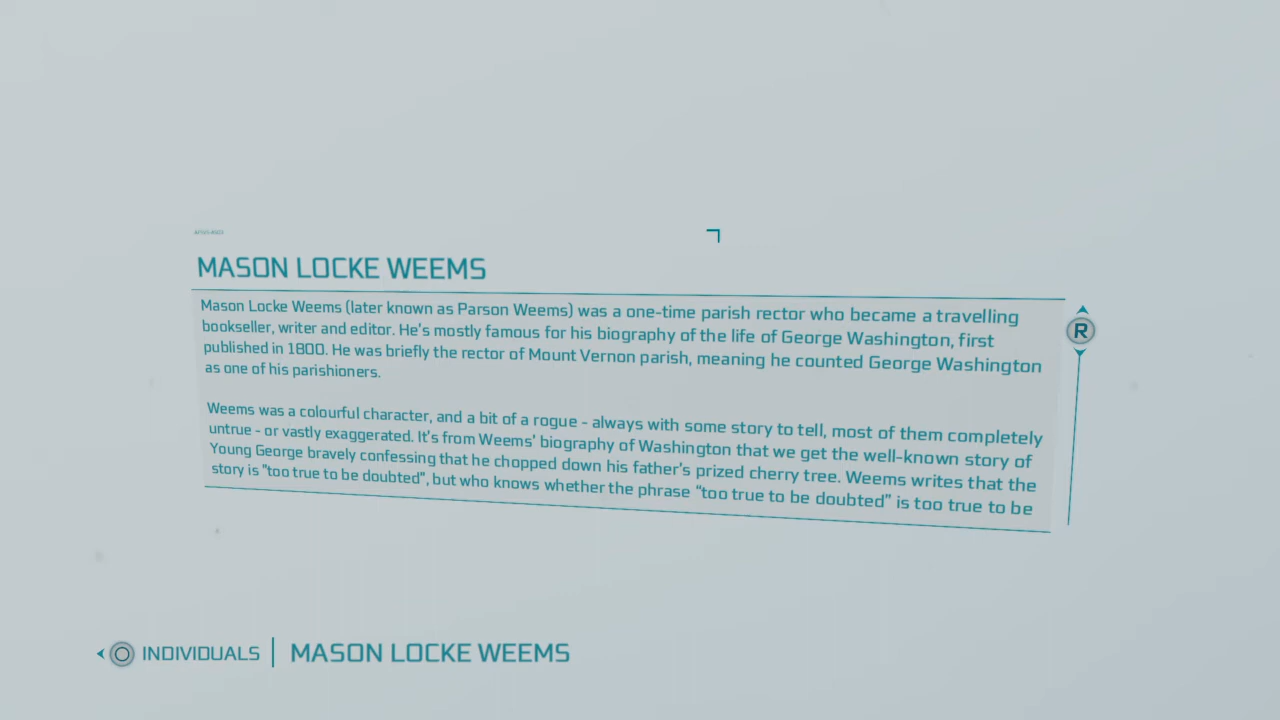 MASON LOCKE WEEMS
Mason Locke Weems (later known as Parson Weems) was a one-time parish rector who became a travelling
bookseller, writer and editor. He's mostly famous for his biography of the life of George Washington, first
published in 1800. He was briefly the rector of Mount Vernon parish, meaning he counted George Washington
as one of his parishioners.
Weems was a colourful character, and a bit of a rogue - always with some story to tell, most of them completely
untrue - or vastly exaggerated. It's from Weems' biography of Washington that we get the well-known story of
Young George bravely confessing that he chopped down his father's prized cherry tree. Weems writes that the
story is "too true to be doubted", but who knows whether the phrase "too true to be doubted" is too true to be
R
INDIVIDUALS | MASON LOCKE WEEMS